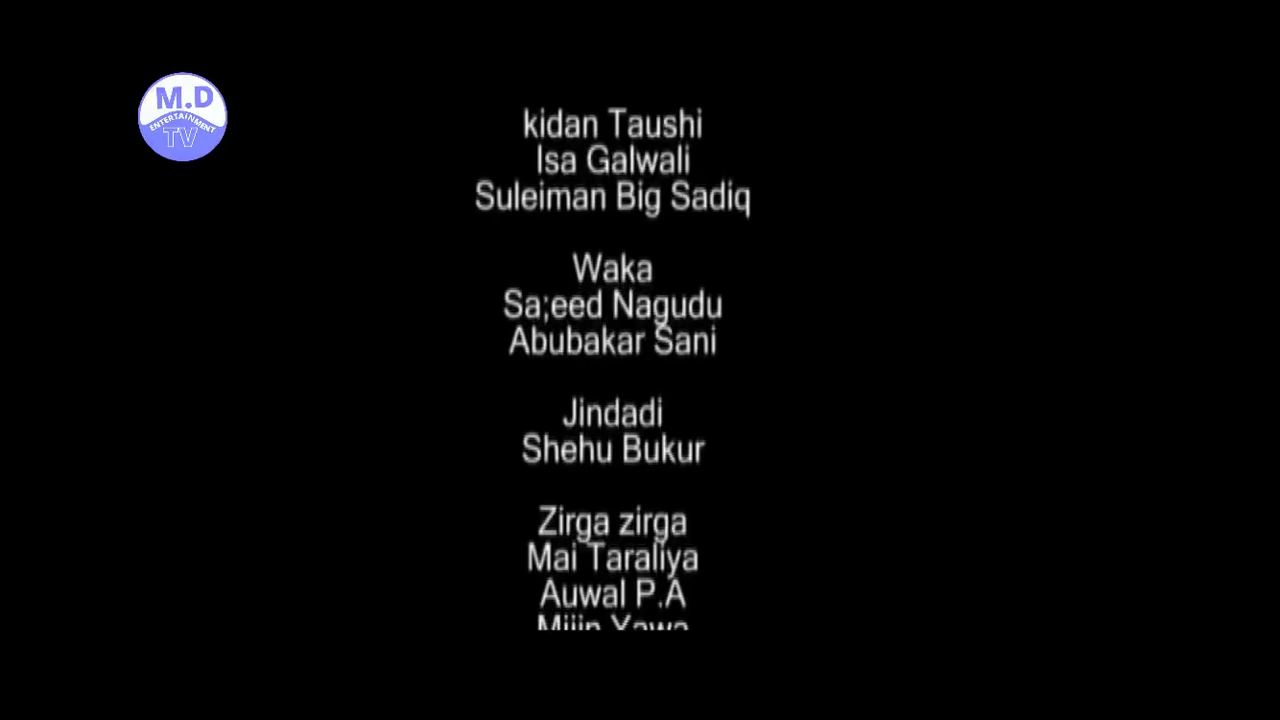 M.D
ENTERTAINMENT
TV
kidan Taushi
Isa Galwali
Suleiman Big Sadiq
Waka
Sa;eed Nagudu
Abubakar Sani
Jindadi
Shehu Bukur
Zirga zirga
Mai Taraliya
Auwal P.A